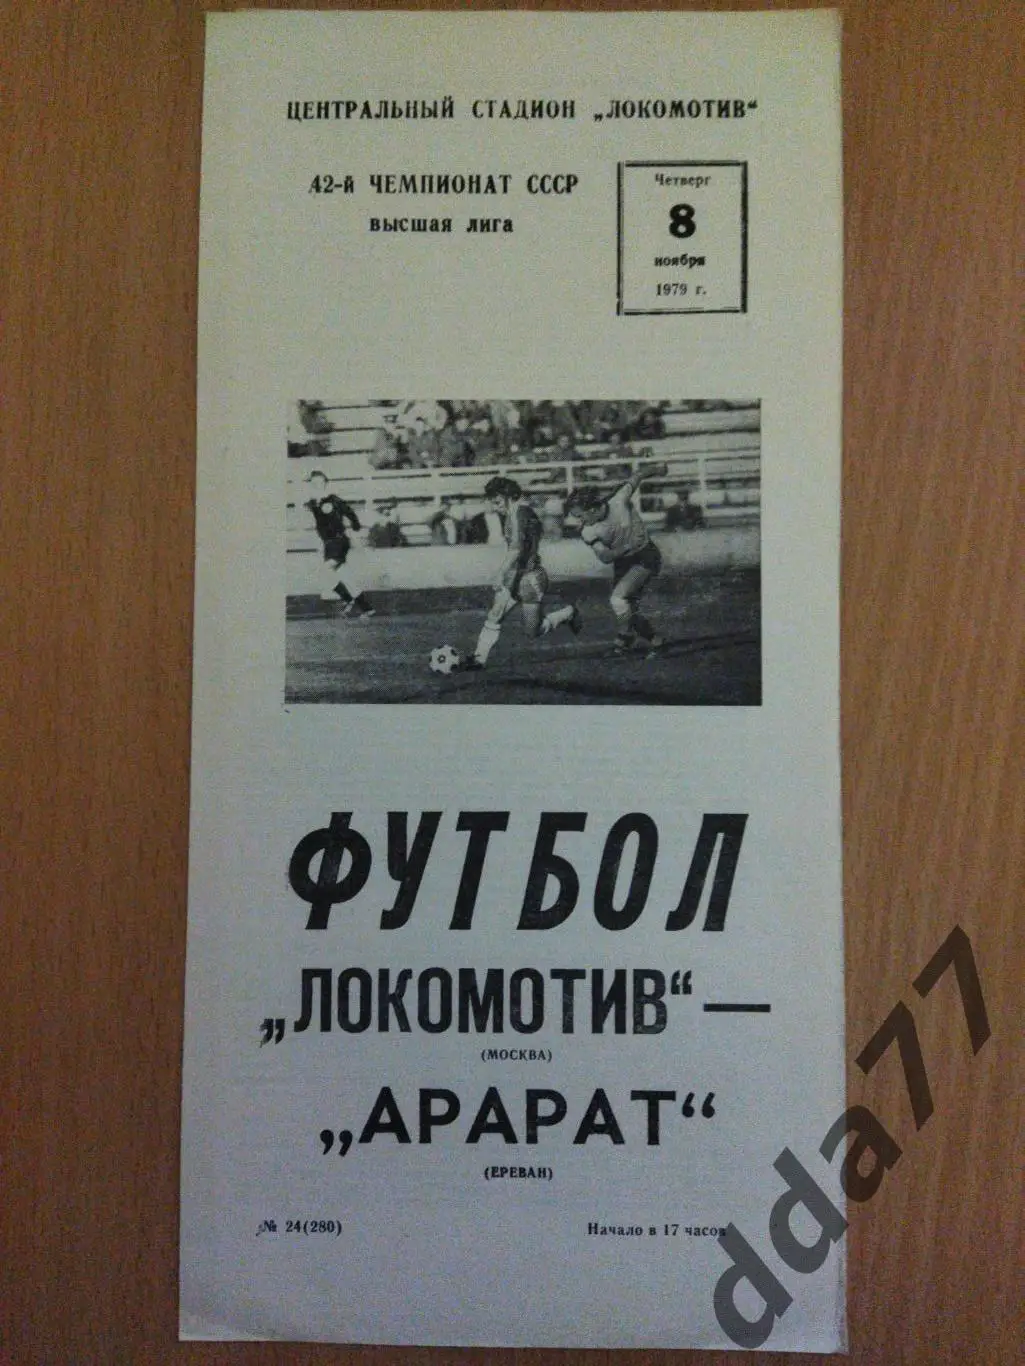 ЦЕНТРАЛЬНЫЙ СТАДИОН „ЛОКОМОТИВ“
42-й ЧЕМПИОНАТ СССР
ВЫСШАЯ ЛИГА
Четверг
8
ноября
1979 г.
ФУТБОЛ
„ЛОКОМОТИВ“ —
(МОСКВА)
„АРАРАТ“
(ЕРЕВАН)
№ 24(280)
Начало в 17 часов
dda77